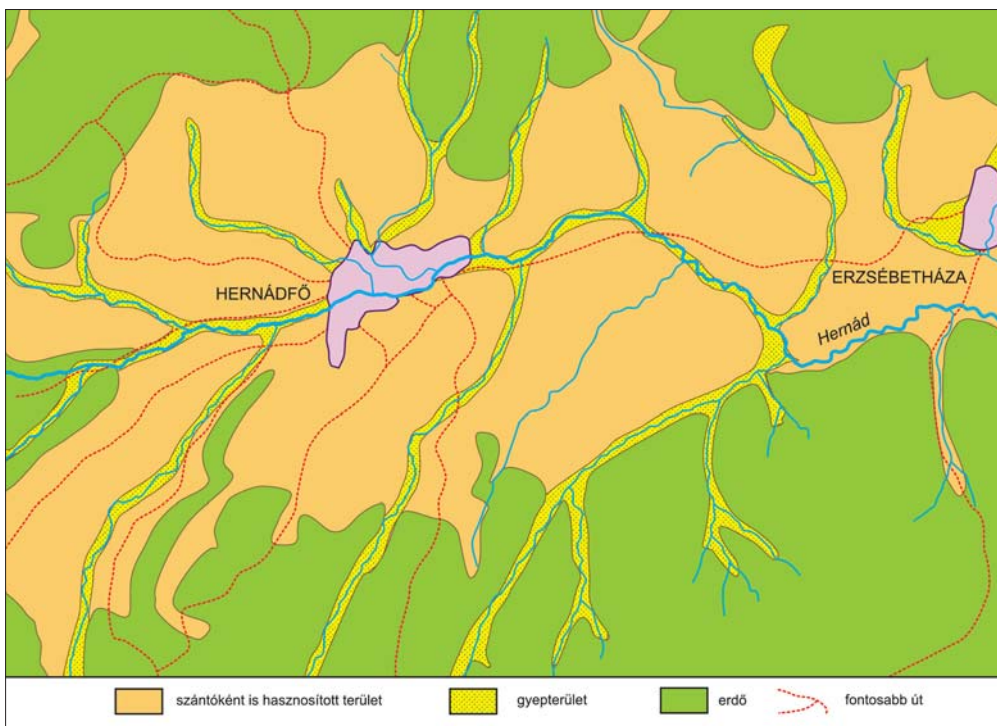 HERNÁDFŐ
ERZSÉBETHÁZA
Hernád
szántóként is hasznosított terület
gyepterület
erdő
fontosabb út